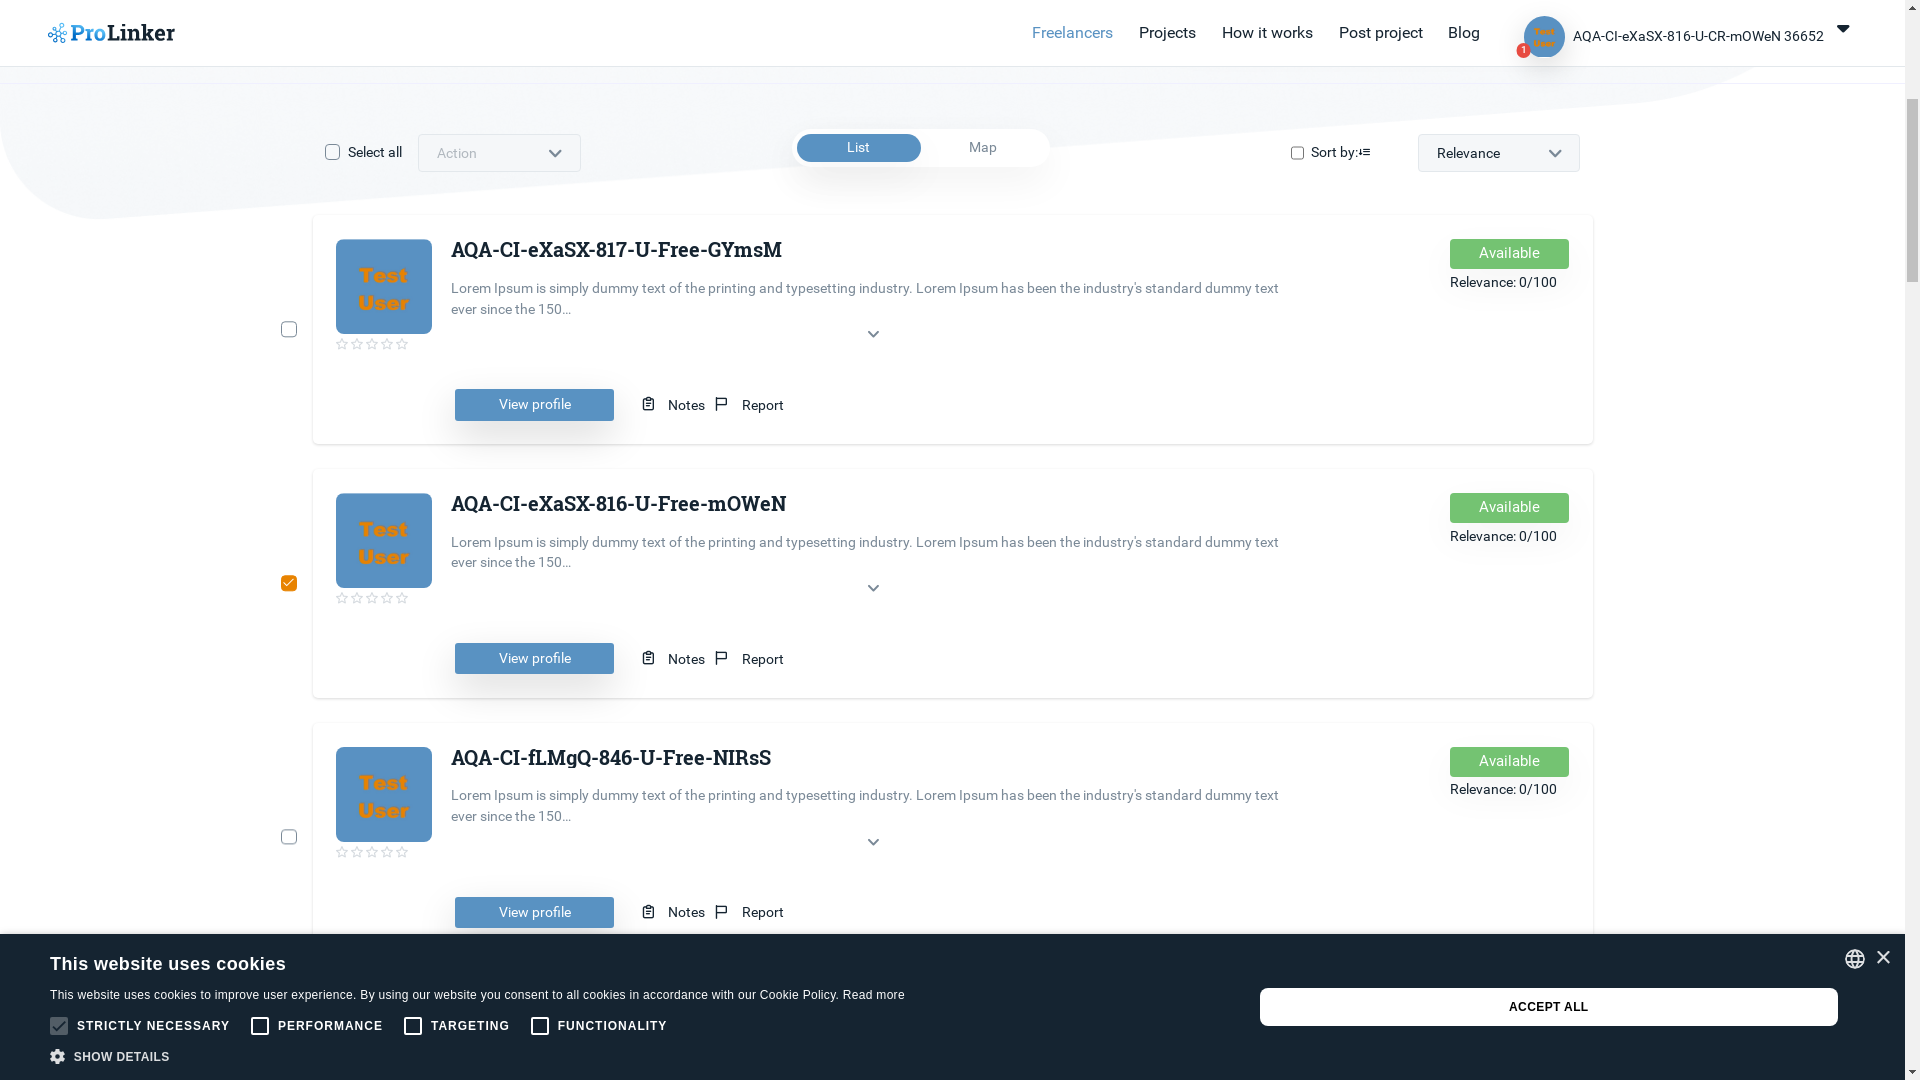 ProLinker
Freelancers
Projects
How it works
Post project
Blog
Test
User
1
AQA-CI-eXaSX-816-U-CR-mOWeN 36652
Select all
Action
List
Map
Sort by:
Relevance
Test
User
AQA-CI-eXaSX-817-U-Free-GYmsM
Lorem Ipsum is simply dummy text of the printing and typesetting industry. Lorem Ipsum has been the industry's standard dummy text
ever since the 150...
Available
Relevance: 0/100
View profile
Notes
Report
Test
User
AQA-CI-eXaSX-816-U-Free-mOWeN
Lorem Ipsum is simply dummy text of the printing and typesetting industry. Lorem Ipsum has been the industry's standard dummy text
ever since the 150...
Available
Relevance: 0/100
View profile
Notes
Report
Test
User
AQA-CI-fLMgQ-846-U-Free-NIRsS
Lorem Ipsum is simply dummy text of the printing and typesetting industry. Lorem Ipsum has been the industry's standard dummy text
ever since the 150...
Available
Relevance: 0/100
View profile
Notes
Report
This website uses cookies
This website uses cookies to improve user experience. By using our website you consent to all cookies in accordance with our Cookie Policy. Read more
STRICTLY NECESSARY
PERFORMANCE
TARGETING
FUNCTIONALITY
SHOW DETAILS
ACCEPT ALL